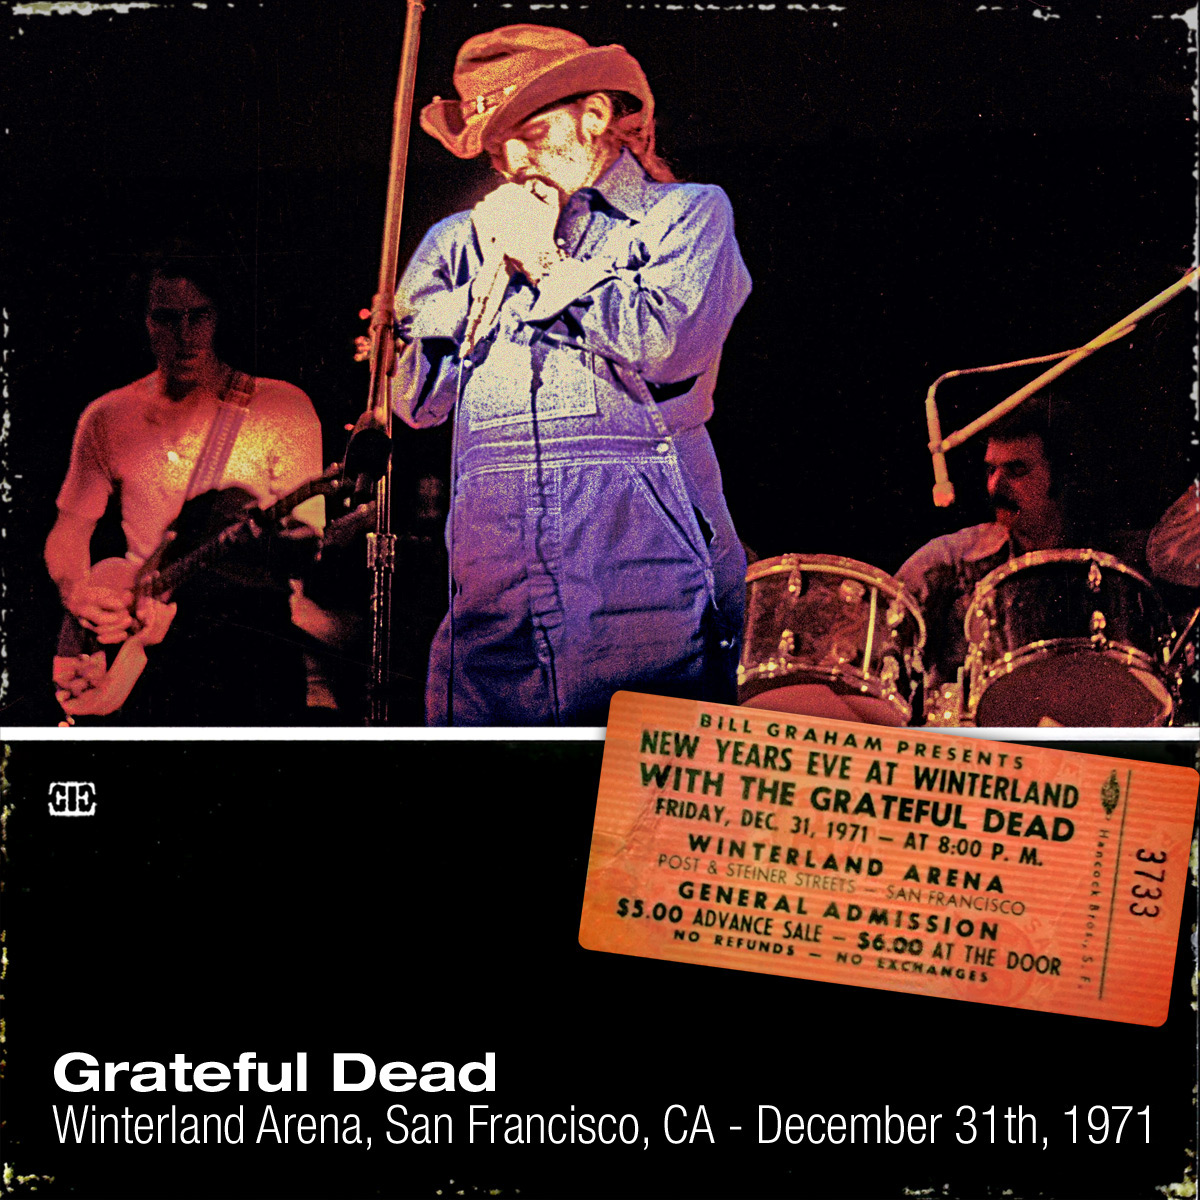 BILL GRAHAM PRESENTS
NEW YEARS EVE AT WINTERLAND
WITH THE GRATEFUL DEAD
FRIDAY, DEC. 31, 1971 — AT 8:00 P. M.
WINTERLAND ARENA
POST & STEINER STREETS — SAN FRANCISCO
GENERAL ADMISSION
$5.00 ADVANCE SALE — $6.00 AT THE DOOR
NO REFUNDS — NO EXCHANGES
Hancock Bros., S. F.
3733
Grateful Dead
Winterland Arena, San Francisco, CA - December 31th, 1971